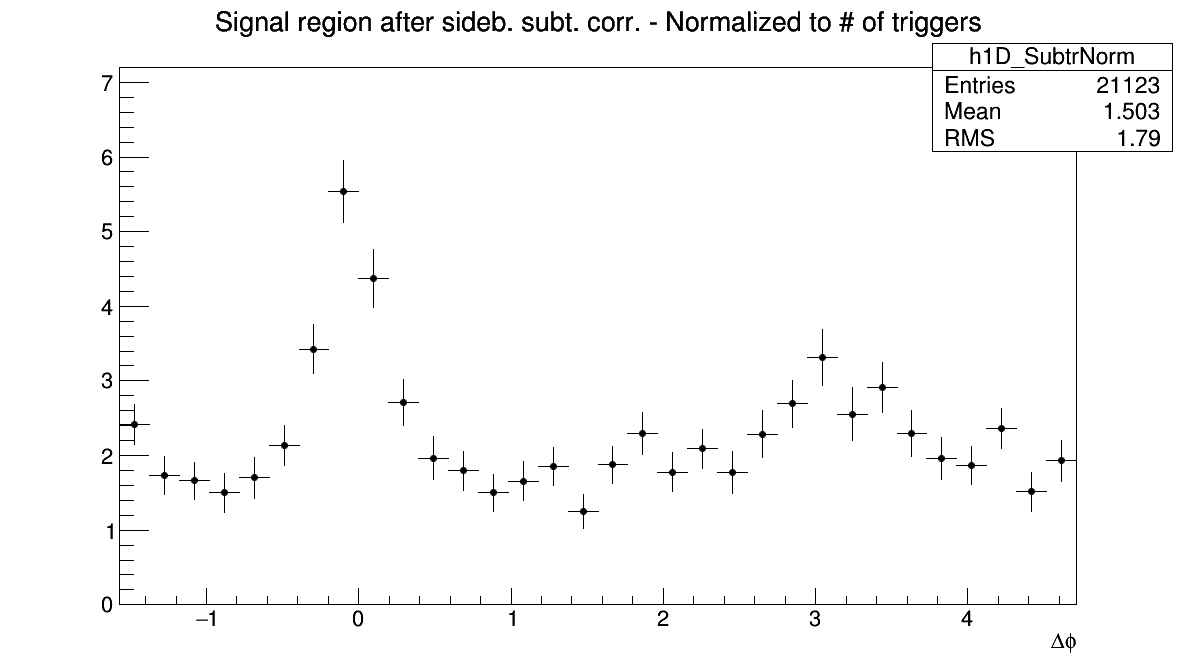 Signal region after sideb. subt. corr. - Normalized to # of triggers
h1D_SubtrNorm
Entries 21123
Mean 1.503
RMS 1.79
7
6
5
4
3
2
1
0
−1 0 1 2 3 4
Δϕ